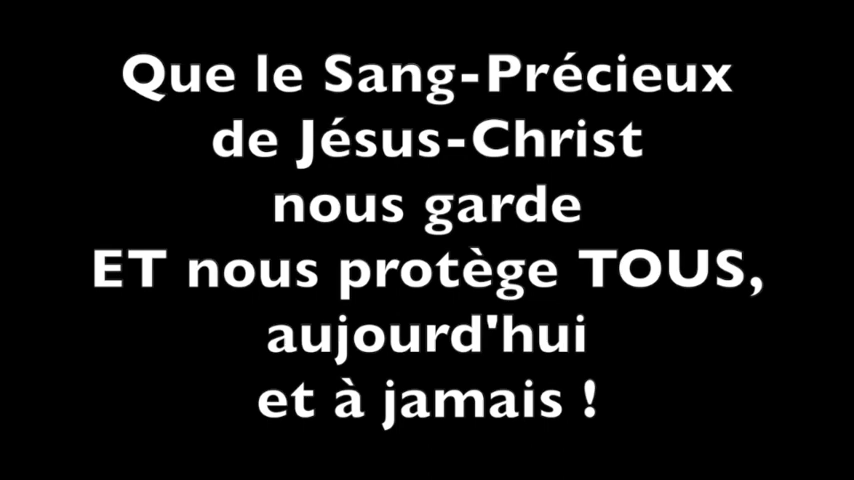 Que le Sang-Précieux
de Jésus-Christ
nous garde
ET nous protège TOUS,
aujourd'hui
et à jamais !